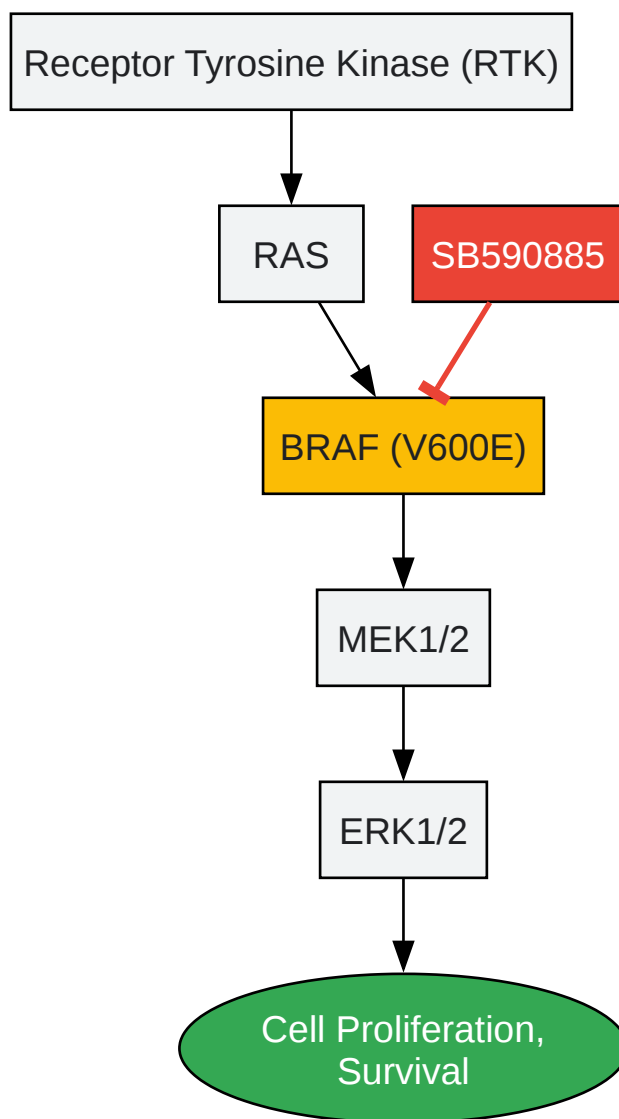 Receptor Tyrosine Kinase (RTK)
RAS
SB590885
BRAF (V600E)
MEK1/2
ERK1/2
Cell Proliferation,
Survival